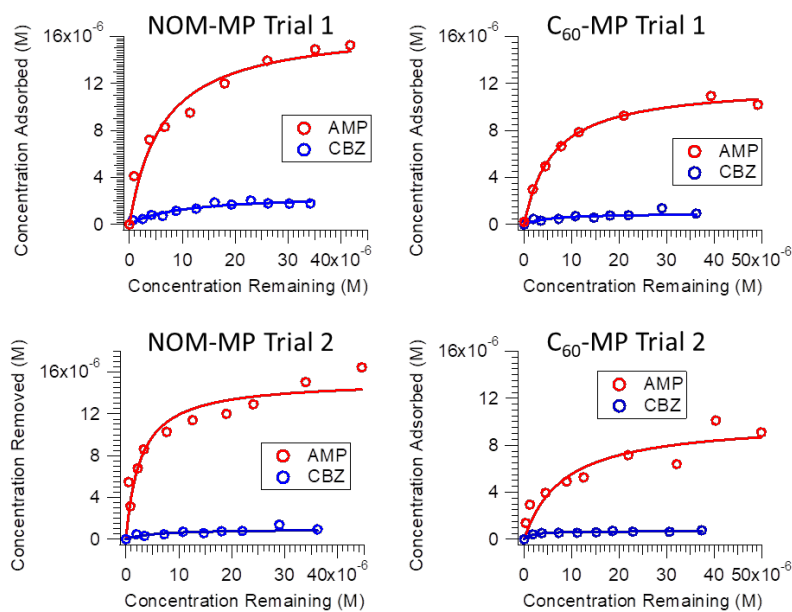 NOM-MP Trial 1
16x10⁻⁶
12
8
4
0
Concentration Adsorbed (M)
AMP
CBZ
0
10
20
30
40x10⁻⁶
Concentration Remaining (M)
C₆₀-MP Trial 1
16x10⁻⁶
12
8
4
0
Concentration Adsorbed (M)
AMP
CBZ
0
10
20
30
40
50x10⁻⁶
Concentration Remaining (M)
NOM-MP Trial 2
16x10⁻⁶
12
8
4
0
Concentration Removed (M)
AMP
CBZ
0
10
20
30
40x10⁻⁶
Concentration Remaining (M)
C₆₀-MP Trial 2
16x10⁻⁶
12
8
4
0
Concentration Adsorbed (M)
AMP
CBZ
0
10
20
30
40
50x10⁻⁶
Concentration Remaining (M)